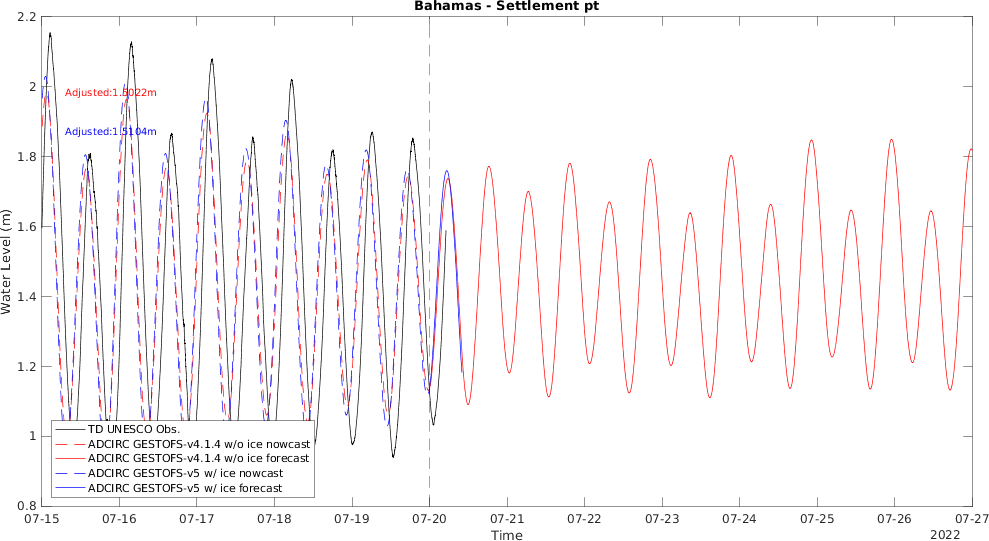 Bahamas - Settlement pt
2.2
2
1.8
1.6
1.4
1.2
1
0.8
Water Level (m)
Adjusted:1.5022m
Adjusted:1.5104m
TD UNESCO Obs.
ADCIRC GESTOFS-v4.1.4 w/o ice nowcast
ADCIRC GESTOFS-v4.1.4 w/o ice forecast
ADCIRC GESTOFS-v5 w/ ice nowcast
ADCIRC GESTOFS-v5 w/ ice forecast
07-15 07-16 07-17 07-18 07-19 07-20 07-21 07-22 07-23 07-24 07-25 07-26 07-27
Time
2022